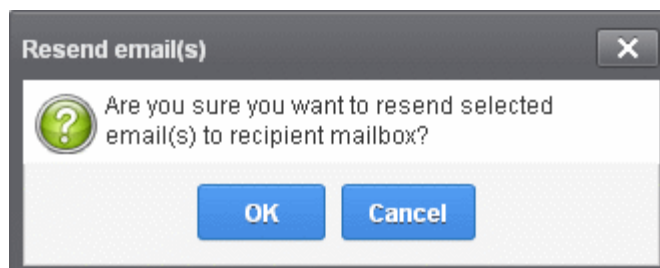 Resend email(s)
Are you sure you want to resend selected
email(s) to recipient mailbox?
OK
Cancel